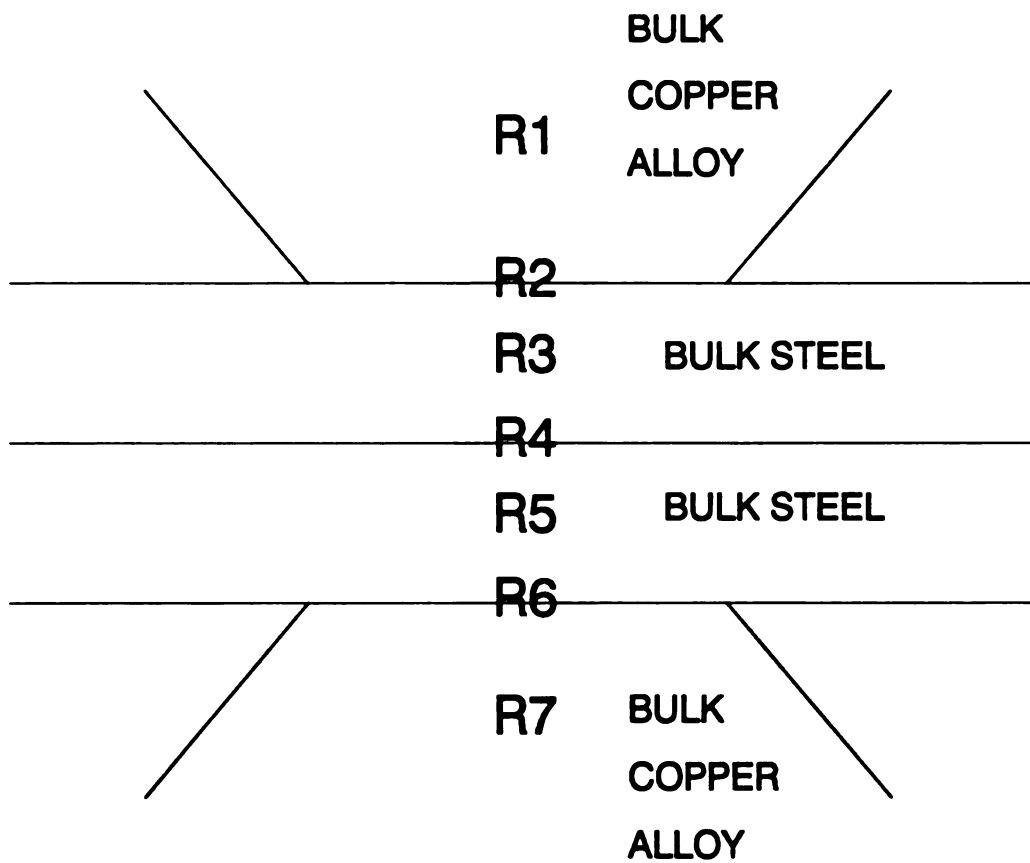 BULK
COPPER
R1
ALLOY
R2
R3 BULK STEEL
R4
R5 BULK STEEL
R6
R7 BULK
COPPER
ALLOY